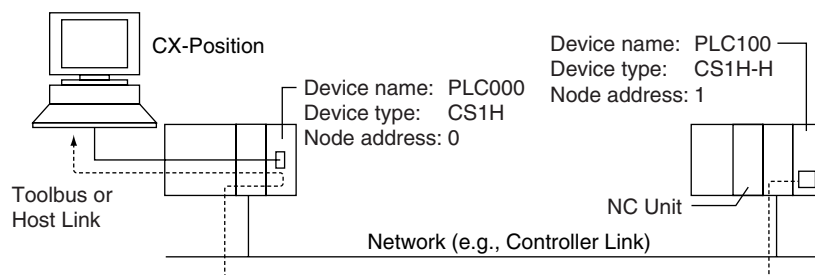 CX-Position
Device name: PLC000
Device type: CS1H
Node address: 0
Device name: PLC100
Device type: CS1H-H
Node address: 1
Toolbus or
Host Link
NC Unit
Network (e.g., Controller Link)